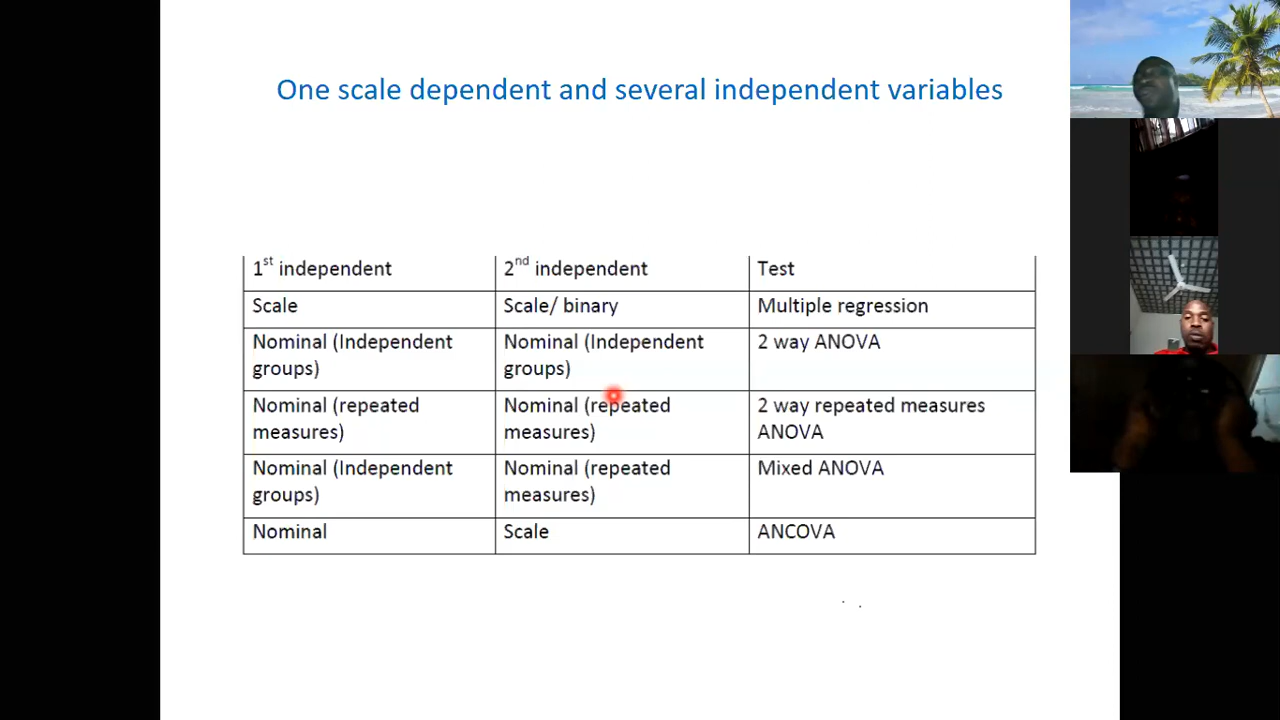 One scale dependent and several independent variables
1st independent 2nd independent Test
Scale Scale/ binary Multiple regression
Nominal (Independent groups) Nominal (Independent groups) 2 way ANOVA
Nominal (repeated measures) Nominal (repeated measures) 2 way repeated measures ANOVA
Nominal (Independent groups) Nominal (repeated measures) Mixed ANOVA
Nominal Scale ANCOVA